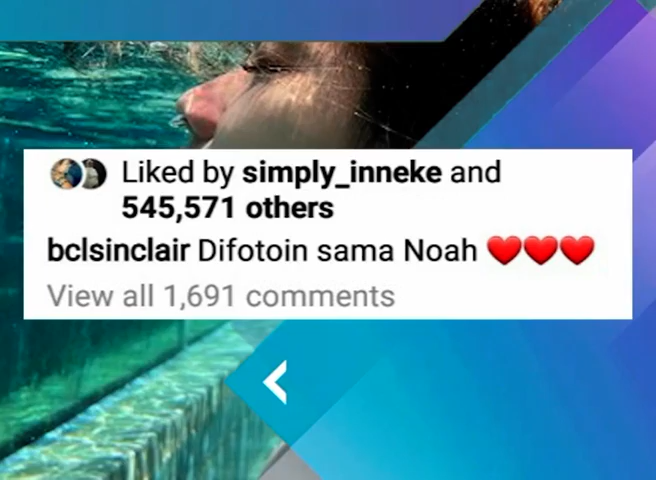 Liked by simply_inneke and
545,571 others
bclsinclair Difotoin sama Noah ❤️❤️❤️
View all 1,691 comments